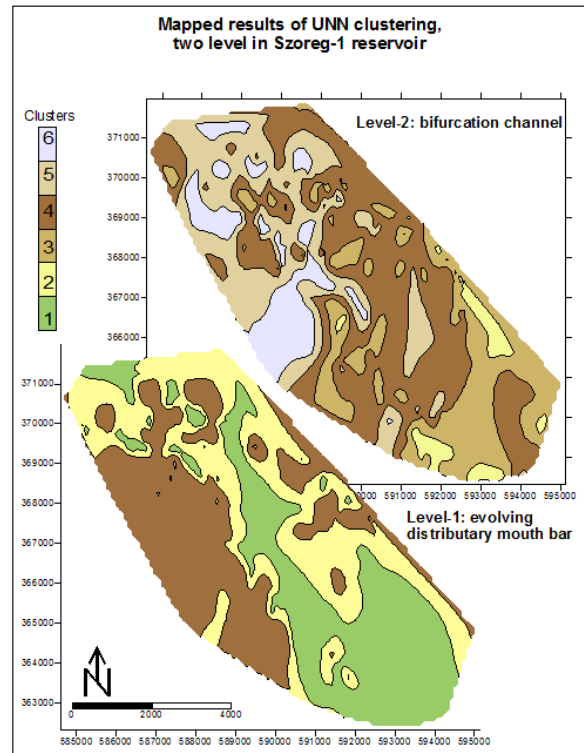 Mapped results of UNN clustering,
two level in Szoreg-1 reservoir
Clusters
6
5
4
3
2
1
Level-2: bifurcation channel
371000
370000
369000
368000
367000
366000
591000 592000 593000 594000 595000
Level-1: evolving
distributary mouth bar
371000
370000
369000
368000
367000
366000
365000
364000
363000
N
0 2000 4000
585000 586000 587000 588000 589000 590000 591000 592000 593000 594000 595000